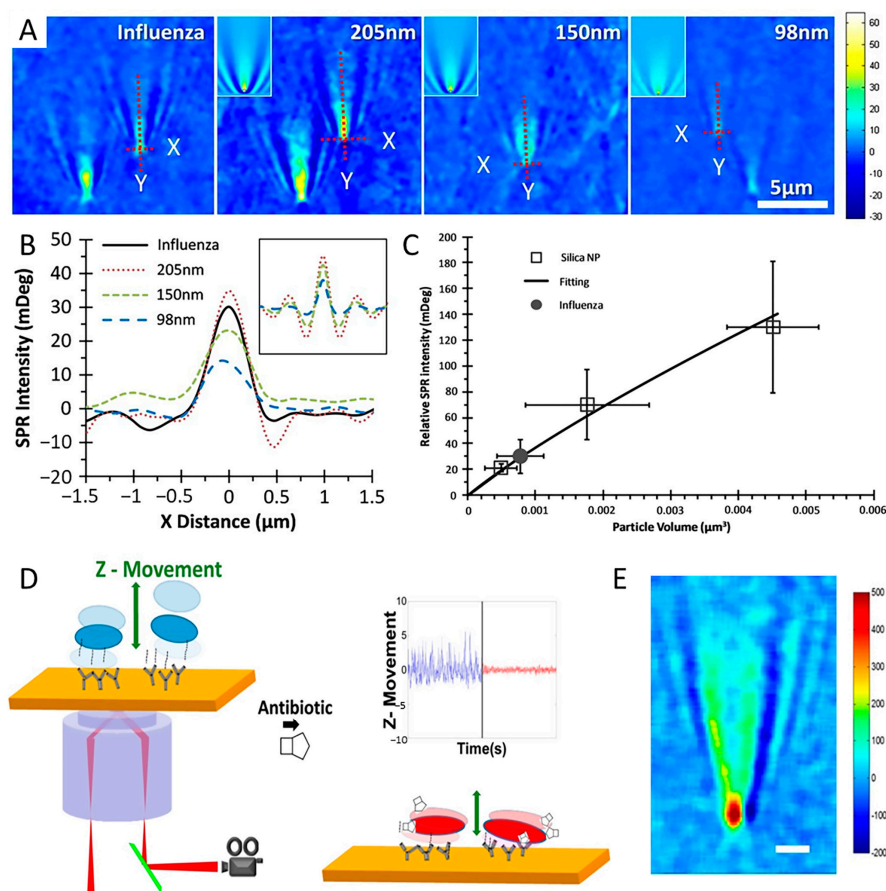 A
Influenza
205nm
150nm
98nm
X
Y
X
Y
X
Y
X
Y
5μm
60
50
40
30
20
10
0
-10
-20
-30
B
50
40
30
20
10
0
−10
−20
SPR Intensity (mDeg)
Influenza
205nm
150nm
98nm
−1.5
−1.0
−0.5
0
0.5
1.0
1.5
X Distance (μm)
C
200
180
160
140
120
100
80
60
40
20
0
Relative SPR intensity (mDeg)
Silica NP
Fitting
Influenza
0
0.001
0.002
0.003
0.004
0.005
0.006
Particle Volume (μm³)
D
Z - Movement
Antibiotic
10
5
0
−5
−10
Z- Movement
Time(s)
E
500
400
300
200
100
0
-100
-200